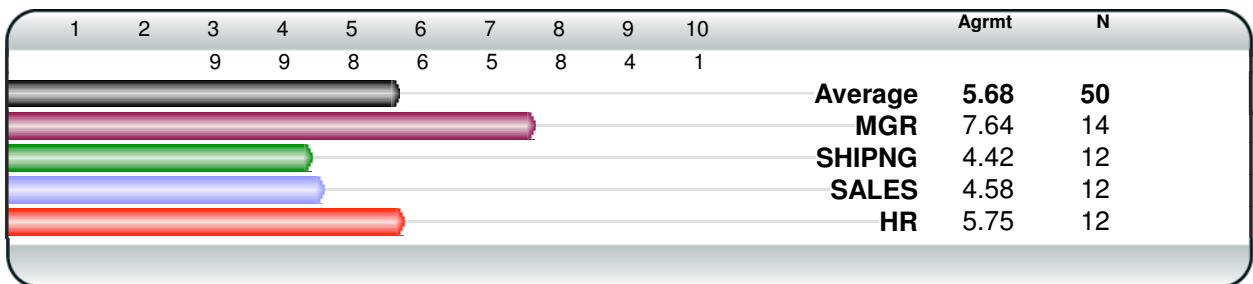 1 2 3 4 5 6 7 8 9 10 Agrmt N
9 9 8 6 5 8 4 1
Average 5.68 50
MGR 7.64 14
SHIPNG 4.42 12
SALES 4.58 12
HR 5.75 12